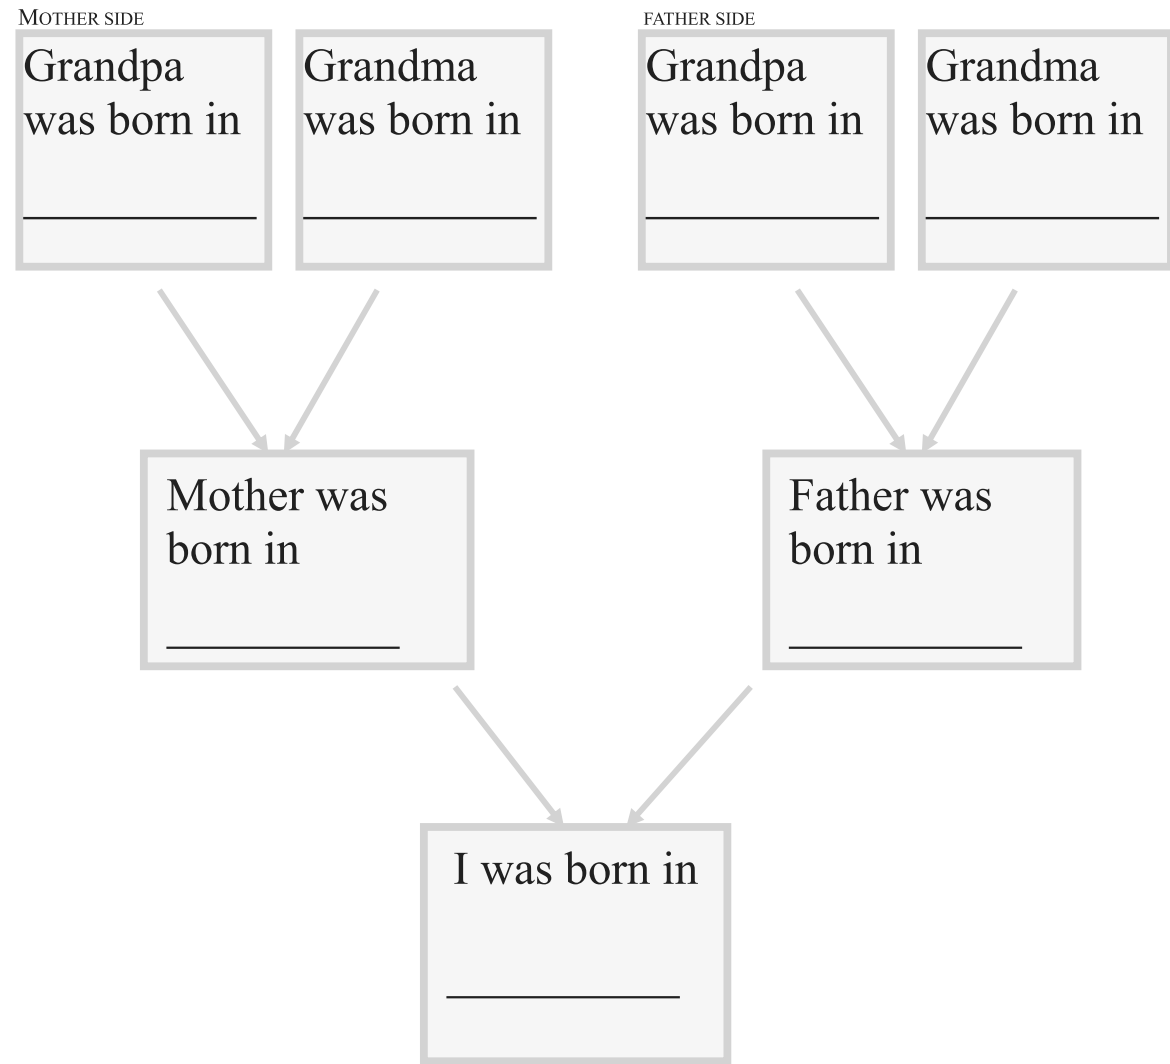 MOTHER SIDE
Grandpa
was born in
Grandma
was born in
FATHER SIDE
Grandpa
was born in
Grandma
was born in
Mother was
born in
Father was
born in
I was born in